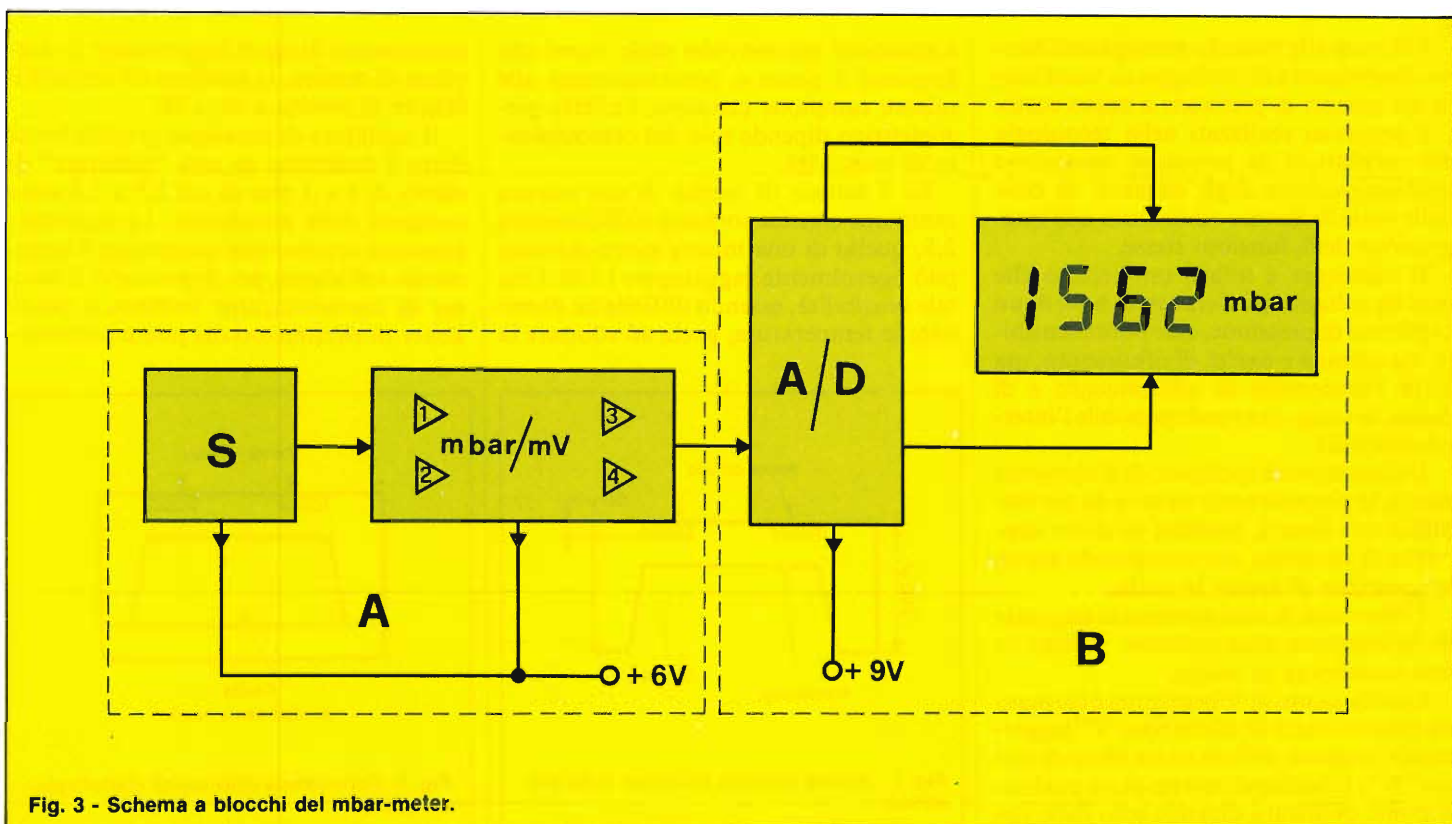 1562 mbar
A/D
S
1
3
mbar/mV
2
4
A
B
+ 6V
+ 9V
Fig. 3 - Schema a blocchi del mbar-meter.